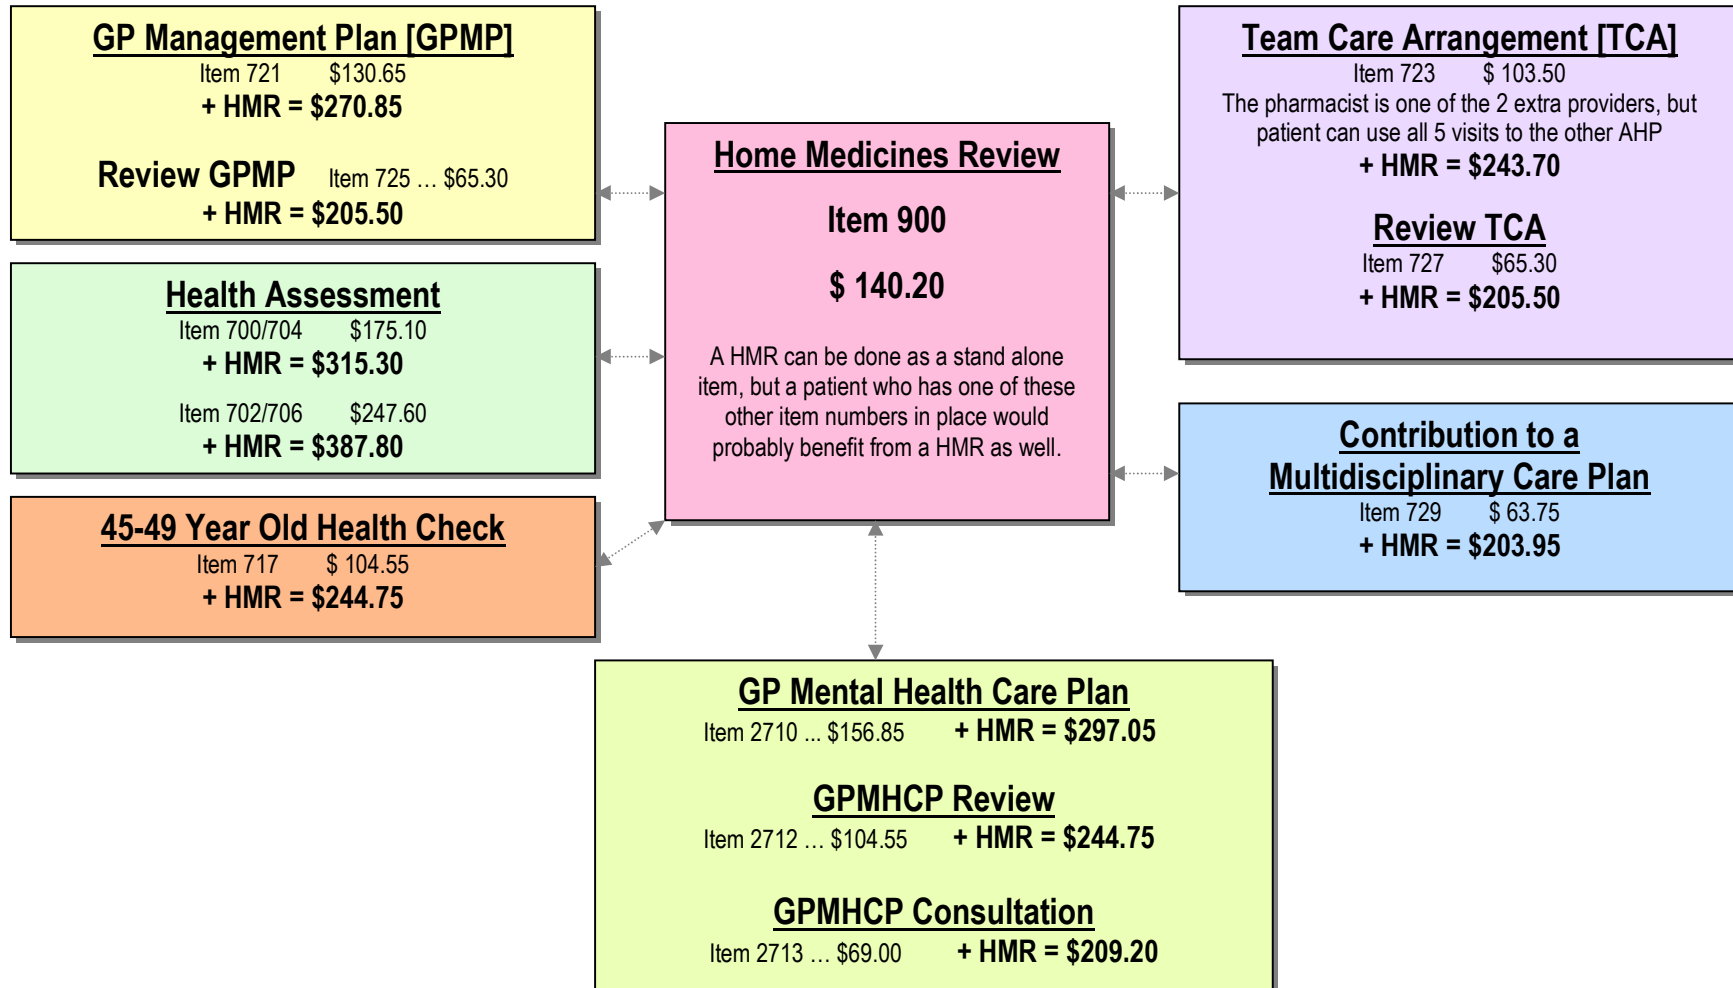 GP Management Plan [GPMP]
Item 721 $130.65
+ HMR = $270.85
Review GPMP Item 725 … $65.30
+ HMR = $205.50
Health Assessment
Item 700/704 $175.10
+ HMR = $315.30
Item 702/706 $247.60
+ HMR = $387.80
45-49 Year Old Health Check
Item 717 $ 104.55
+ HMR = $244.75
Home Medicines Review
Item 900
$ 140.20
A HMR can be done as a stand alone
item, but a patient who has one of these
other item numbers in place would
probably benefit from a HMR as well.
Team Care Arrangement [TCA]
Item 723 $ 103.50
The pharmacist is one of the 2 extra providers, but
patient can use all 5 visits to the other AHP
+ HMR = $243.70
Review TCA
Item 727 $65.30
+ HMR = $205.50
Contribution to a
Multidisciplinary Care Plan
Item 729 $ 63.75
+ HMR = $203.95
GP Mental Health Care Plan
Item 2710 ... $156.85 + HMR = $297.05
GPMHCP Review
Item 2712 … $104.55 + HMR = $244.75
GPMHCP Consultation
Item 2713 … $69.00 + HMR = $209.20